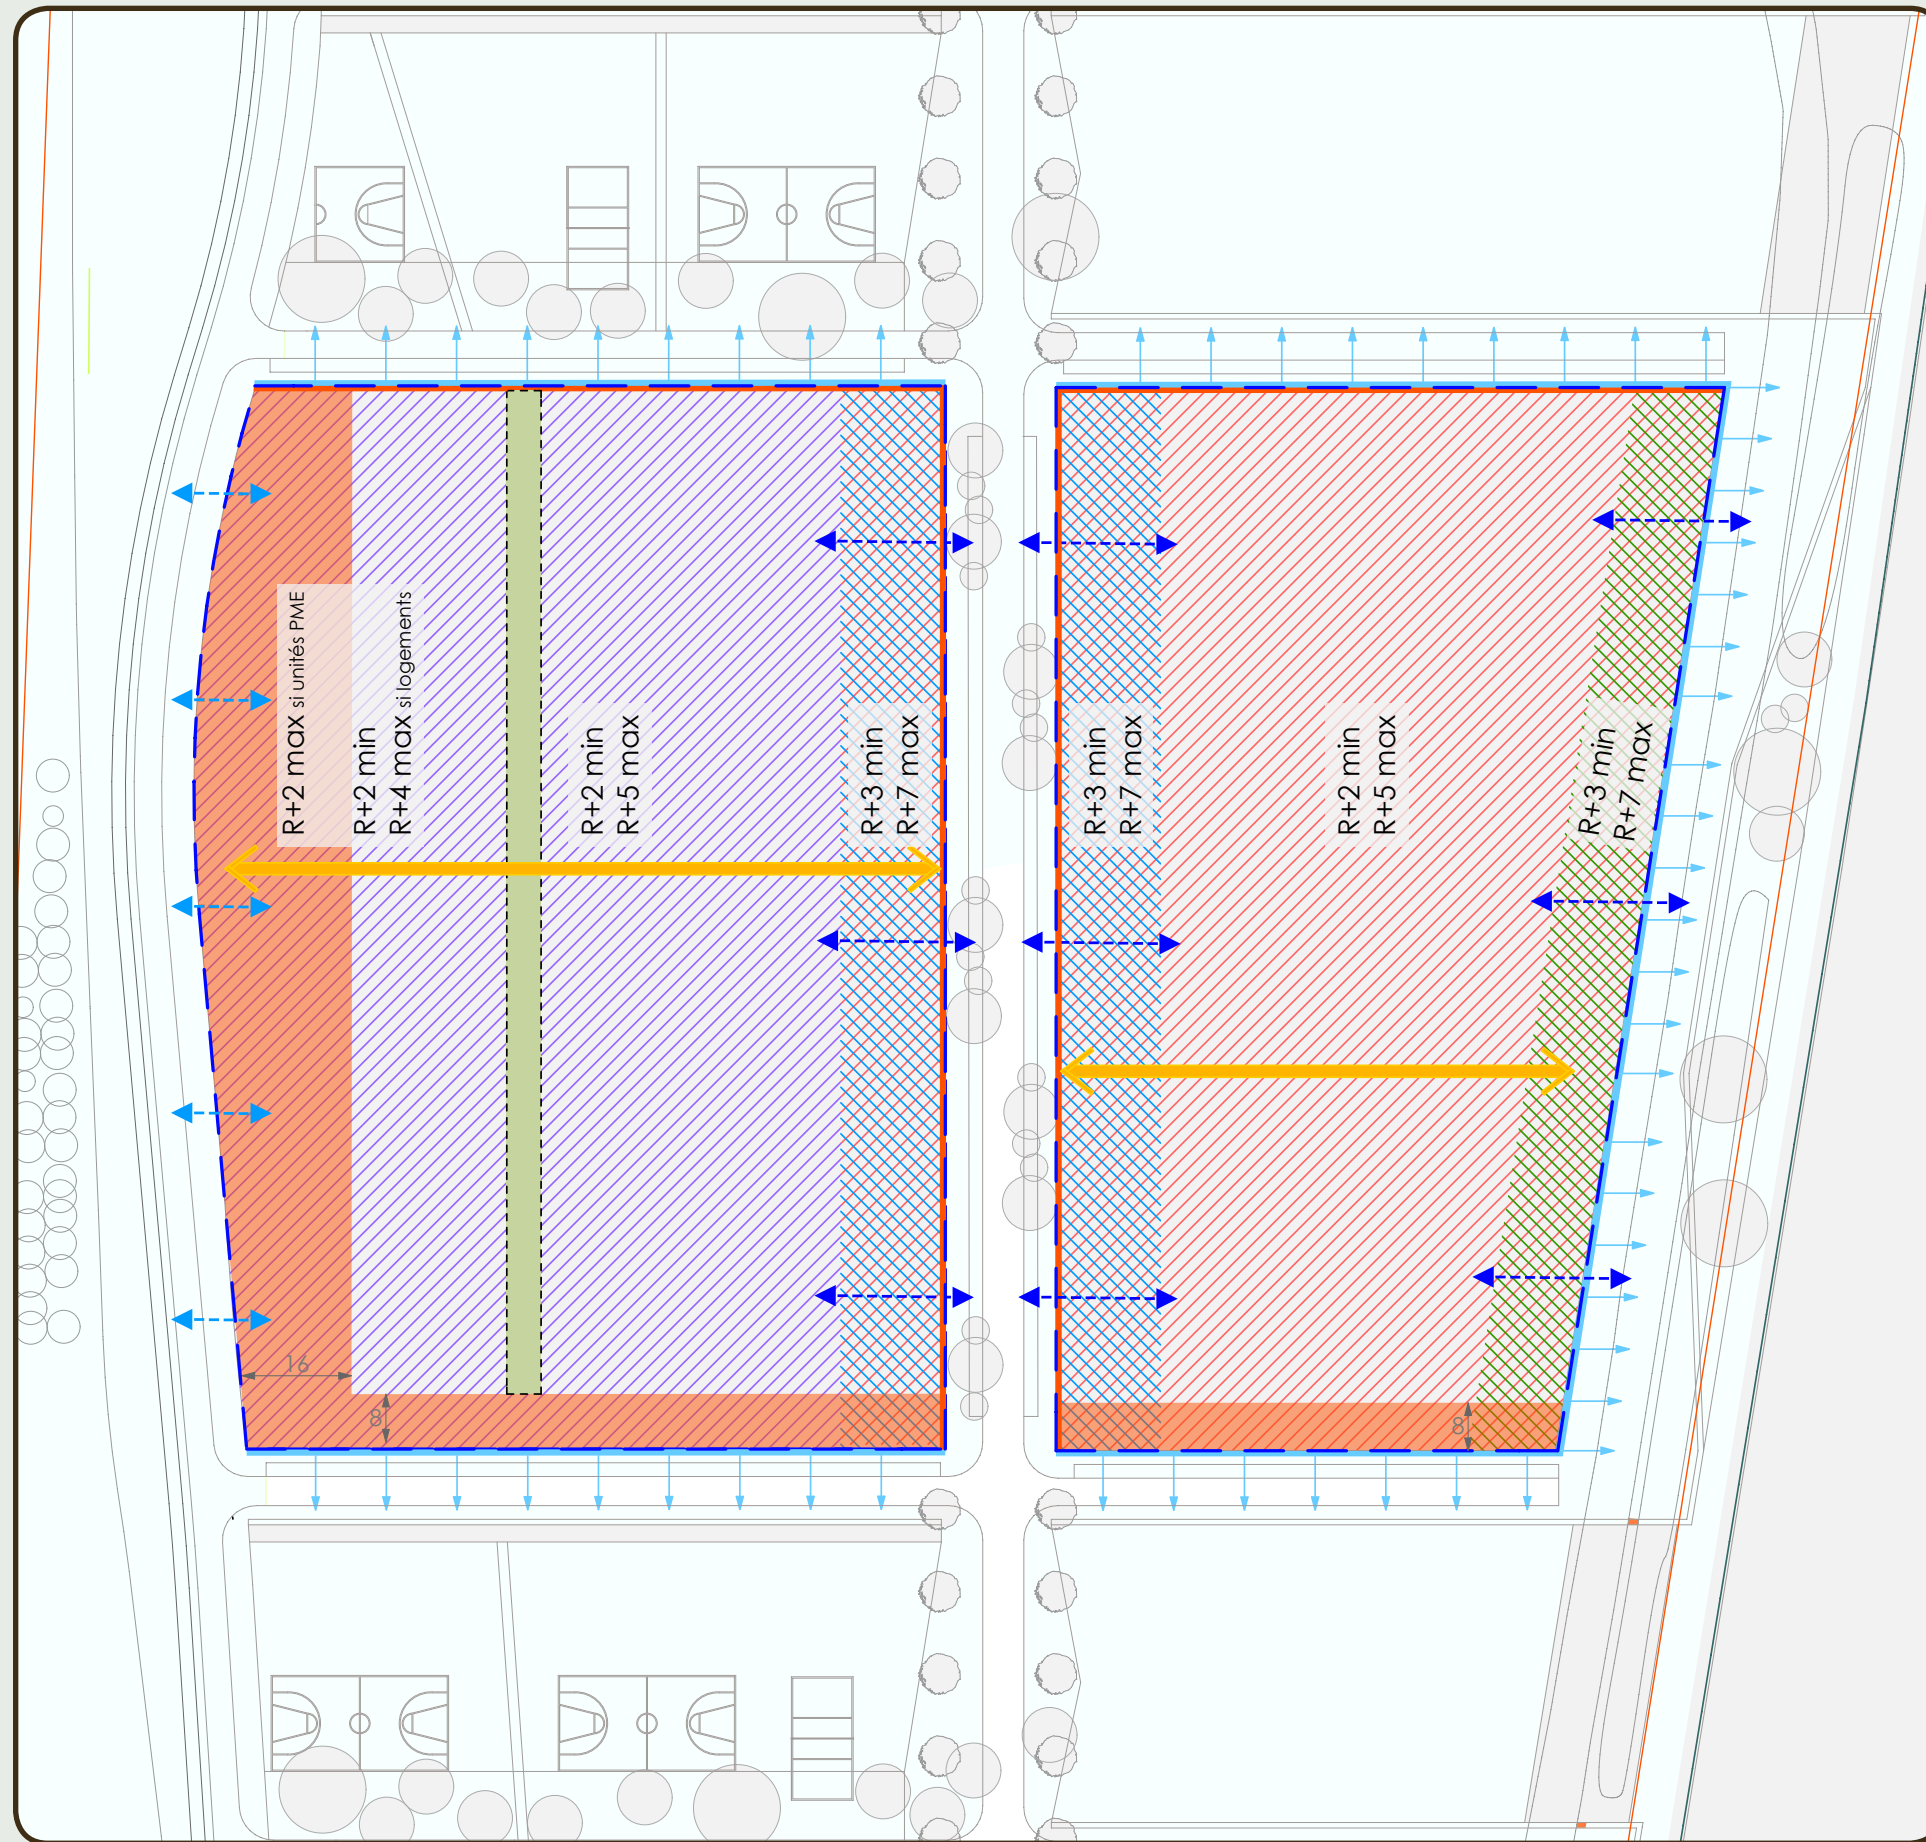 R+2 max si unités PME
R+2 min
R+4 max si logements
R+2 min
R+5 max
R+3 min
R+7 max
R+3 min
R+7 max
R+2 min
R+5 max
R+3 min
R+7 max
16
8
8